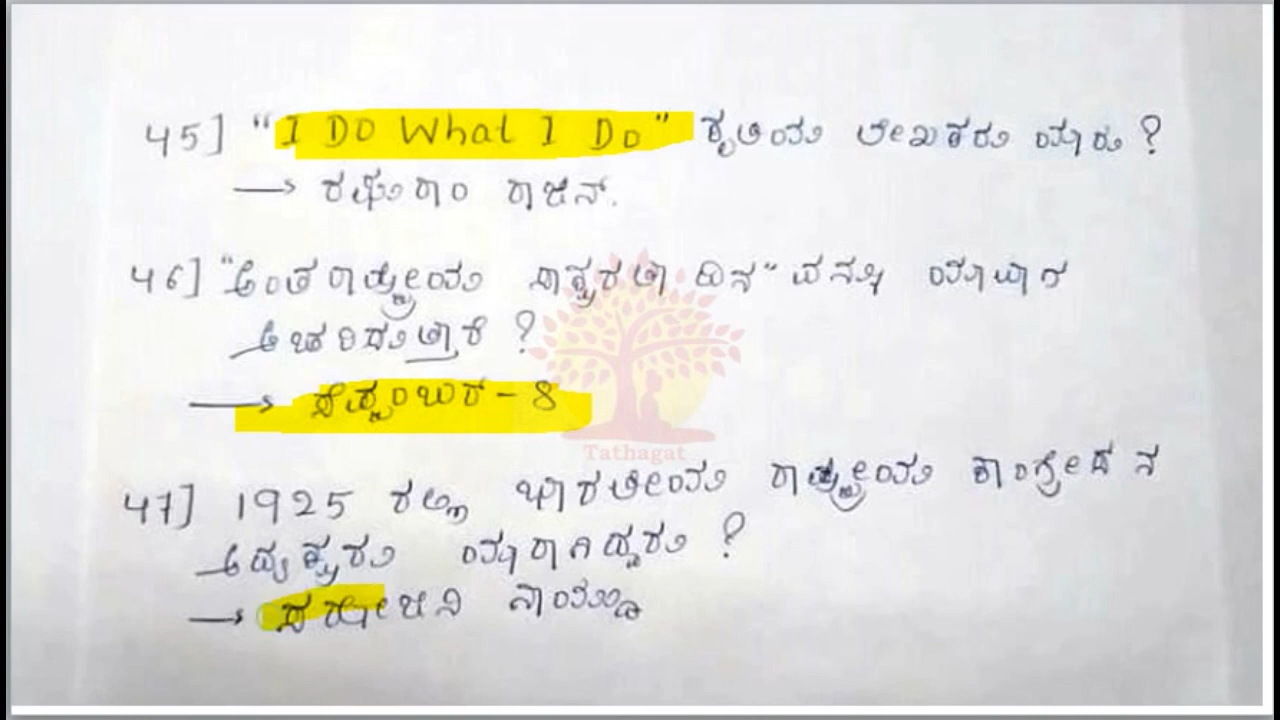 45] "I DO What I Do" ಕೃತಿಯ ಲೇಖಕರು ಯಾರು ?
→ ರಘುರಾಂ ರಾಜನ್.
46] "ಅಂತರಾಷ್ಟ್ರೀಯ ಸಾಕ್ಷರತಾ ದಿನ" ವನ್ನು ಯಾವಾಗ
ಆಚರಿಸುತ್ತಾರೆ ?
→ ಸೆಪ್ಟಂಬರ್ - 8
Tathagat
47] 1925 ರಲ್ಲಿ ಭಾರತೀಯ ರಾಷ್ಟ್ರೀಯ ಕಾಂಗ್ರೇಸ್ ನ
ಅಧ್ಯಕ್ಷರು ಯಾರಾಗಿದ್ದರು ?
→ ಸರೋಜಿನಿ ನಾಯ್ಡು